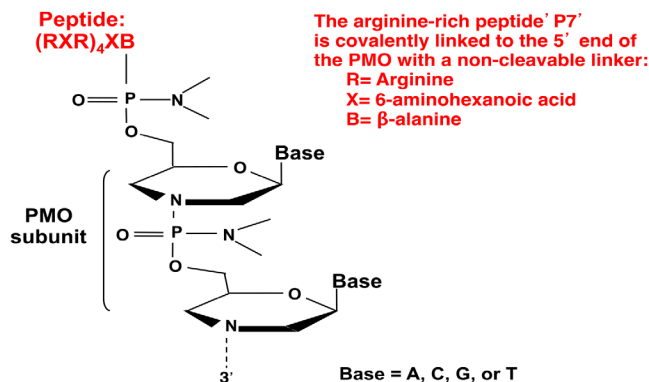 Peptide:
(RXR)₄XB
The arginine-rich peptide' P7'
is covalently linked to the 5' end of
the PMO with a non-cleavable linker:
R= Arginine
X= 6-aminohexanoic acid
B= β-alanine
O=P-N
O
O
Base
N
PMO
subunit
O=P-N
O
O
Base
N
3'
Base = A, C, G, or T